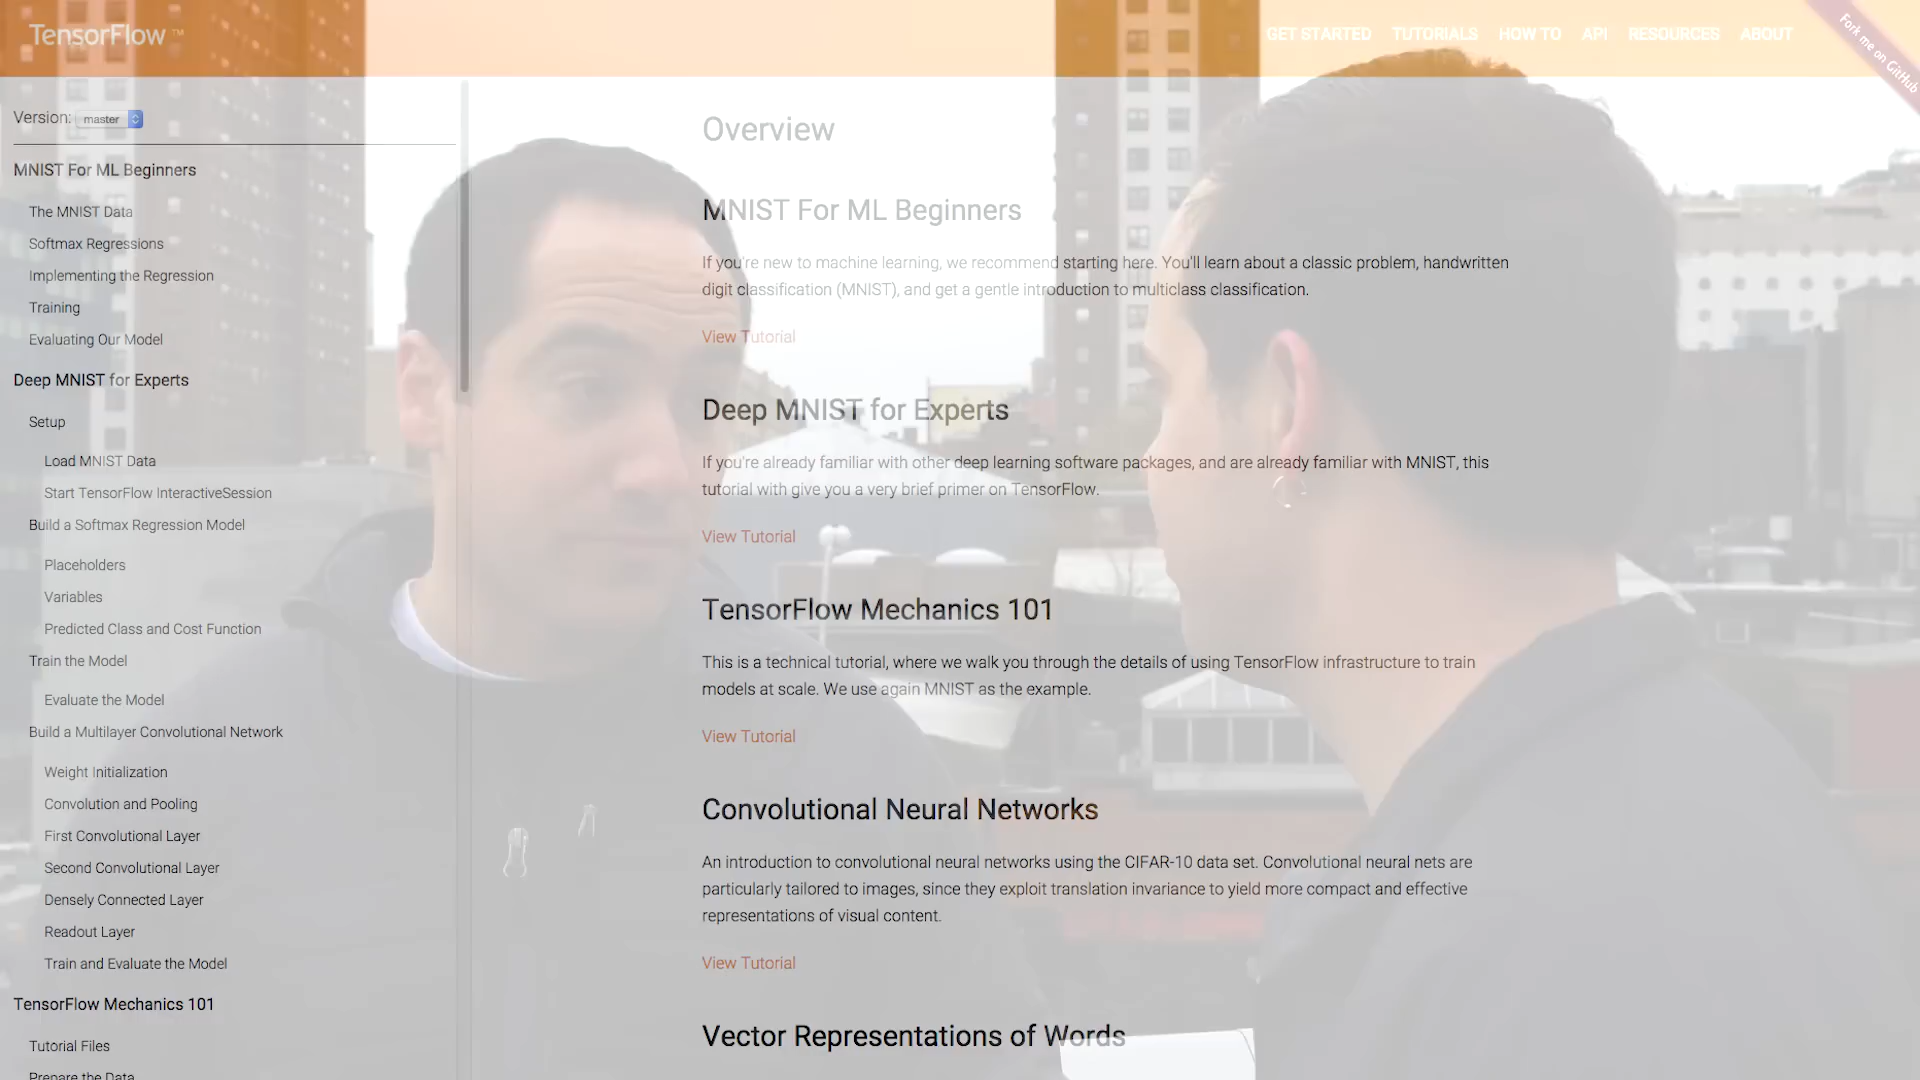 TensorFlow ™
GET STARTED TUTORIALS HOW TO API RESOURCES ABOUT
Fork me on GitHub
Version: master
MNIST For ML Beginners
The MNIST Data
Softmax Regressions
Implementing the Regression
Training
Evaluating Our Model
Deep MNIST for Experts
Setup
Load MNIST Data
Start TensorFlow InteractiveSession
Build a Softmax Regression Model
Placeholders
Variables
Predicted Class and Cost Function
Train the Model
Evaluate the Model
Build a Multilayer Convolutional Network
Weight Initialization
Convolution and Pooling
First Convolutional Layer
Second Convolutional Layer
Densely Connected Layer
Readout Layer
Train and Evaluate the Model
TensorFlow Mechanics 101
Tutorial Files
Prepare the Data
Overview
MNIST For ML Beginners
If you're new to machine learning, we recommend starting here. You'll learn about a classic problem, handwritten
digit classification (MNIST), and get a gentle introduction to multiclass classification.
View Tutorial
Deep MNIST for Experts
If you're already familiar with other deep learning software packages, and are already familiar with MNIST, this
tutorial with give you a very brief primer on TensorFlow.
View Tutorial
TensorFlow Mechanics 101
This is a technical tutorial, where we walk you through the details of using TensorFlow infrastructure to train
models at scale. We use again MNIST as the example.
View Tutorial
Convolutional Neural Networks
An introduction to convolutional neural networks using the CIFAR-10 data set. Convolutional neural nets are
particularly tailored to images, since they exploit translation invariance to yield more compact and effective
representations of visual content.
View Tutorial
Vector Representations of Words